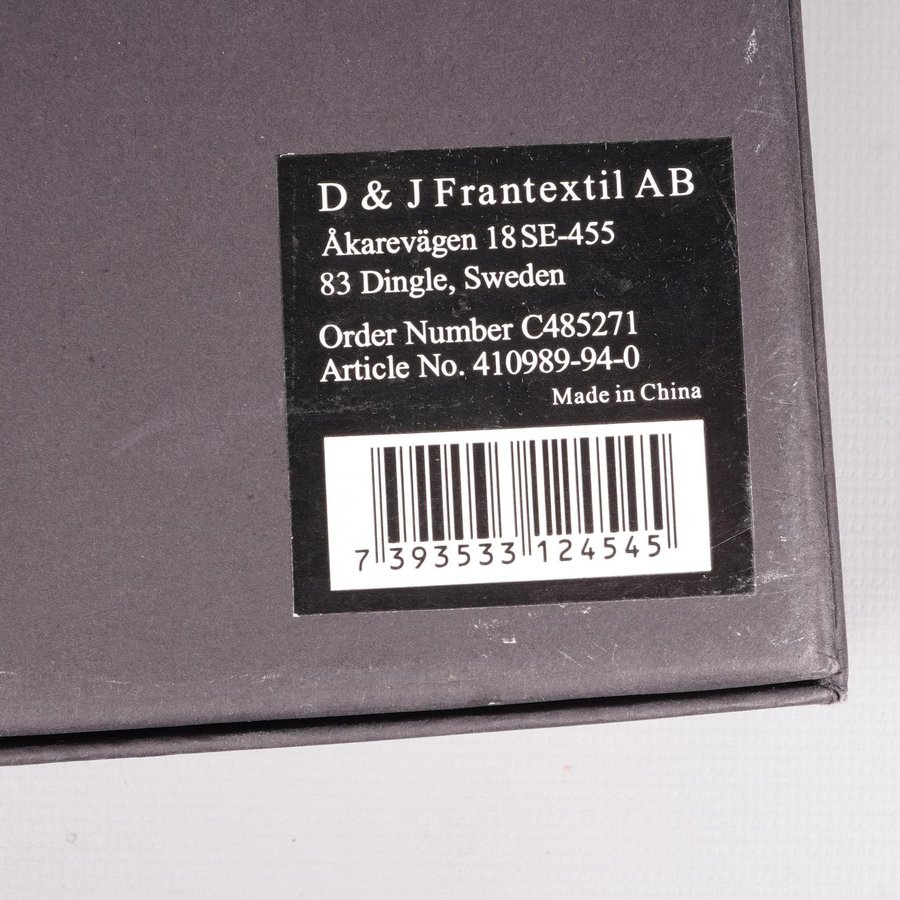 D & J Frantextil AB
Åkarevägen 18 SE-455
83 Dingle, Sweden
Order Number C485271
Article No. 410989-94-0
Made in China
7 393533 124545